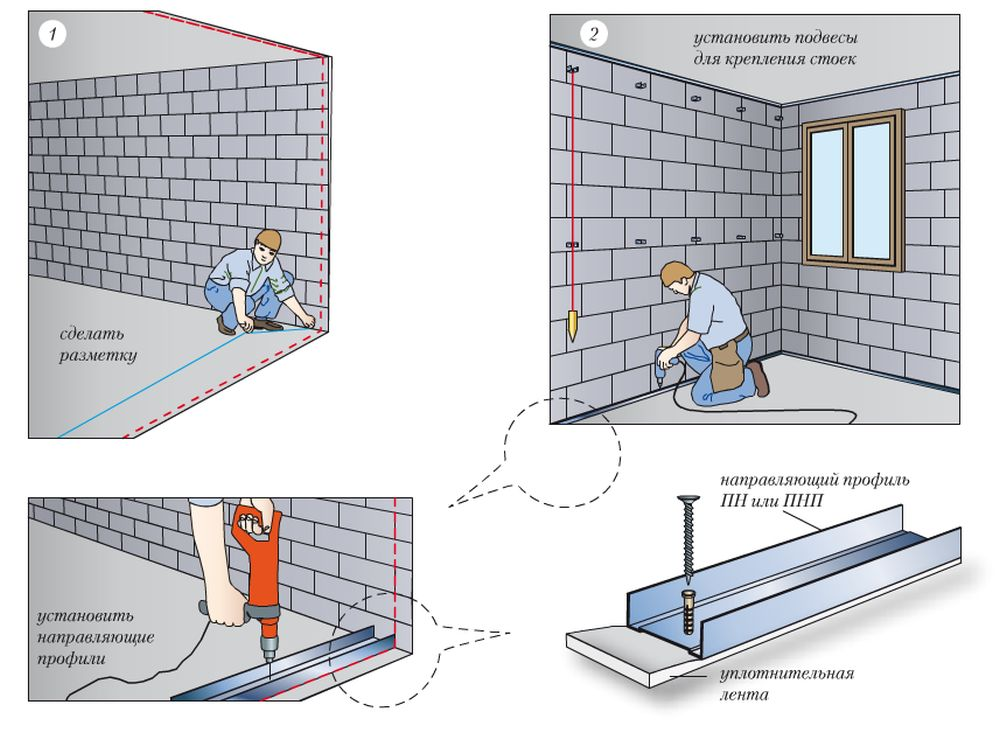 1
сделать
разметку
2
установить подвесы
для крепления стоек
установить
направляющие
профили
направляющий профиль
ПН или ПНП
уплотнительная
лента